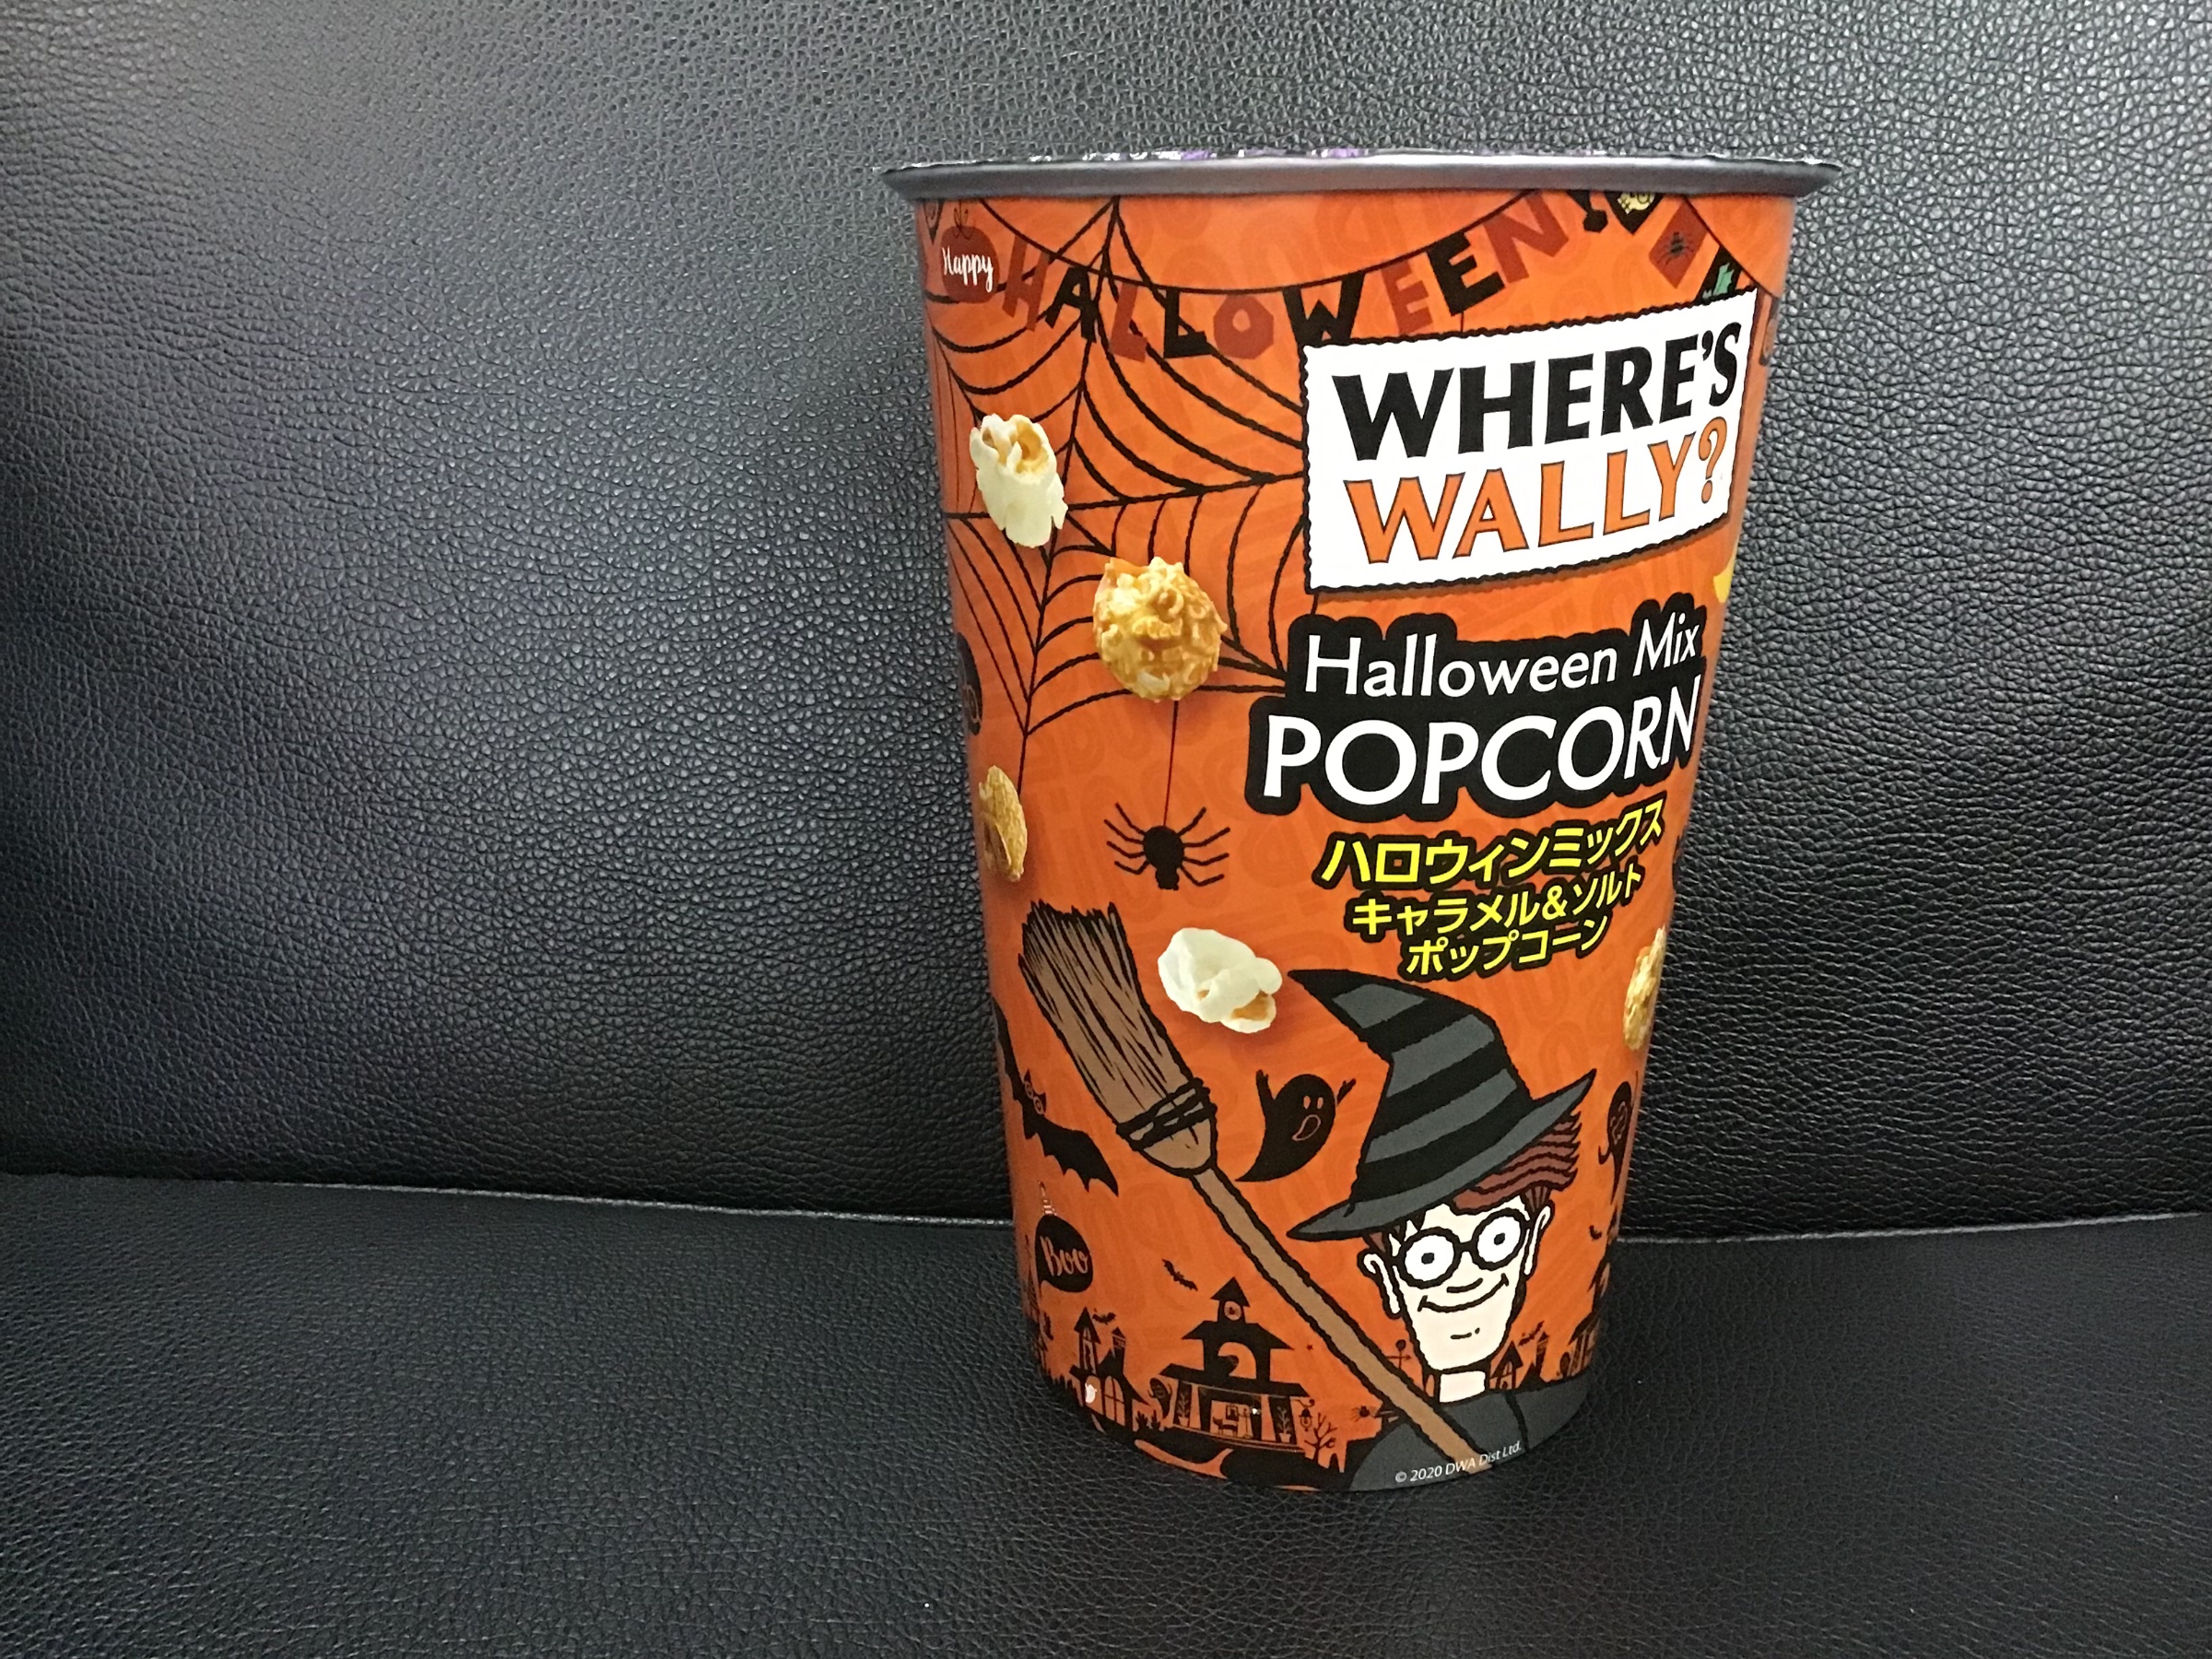 Happy
HALLOWEEN!
WHERE'S
WALLY?
Halloween Mix
POPCORN
ハロウィンミックス
キャラメル&ソルト
ポップコーン
Boo
© 2020 DWA Dist Ltd.